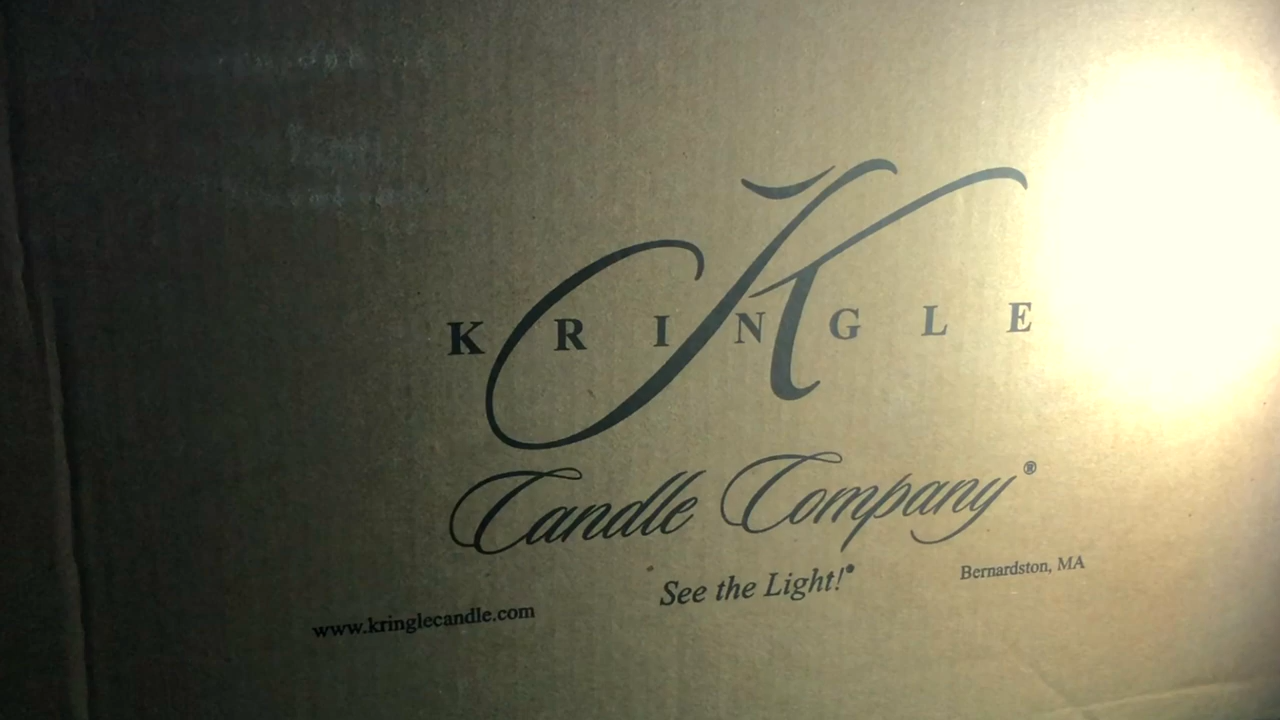 K
KRINGLE
Candle Company®
See the Light!®
Bernardston, MA
www.kringlecandle.com